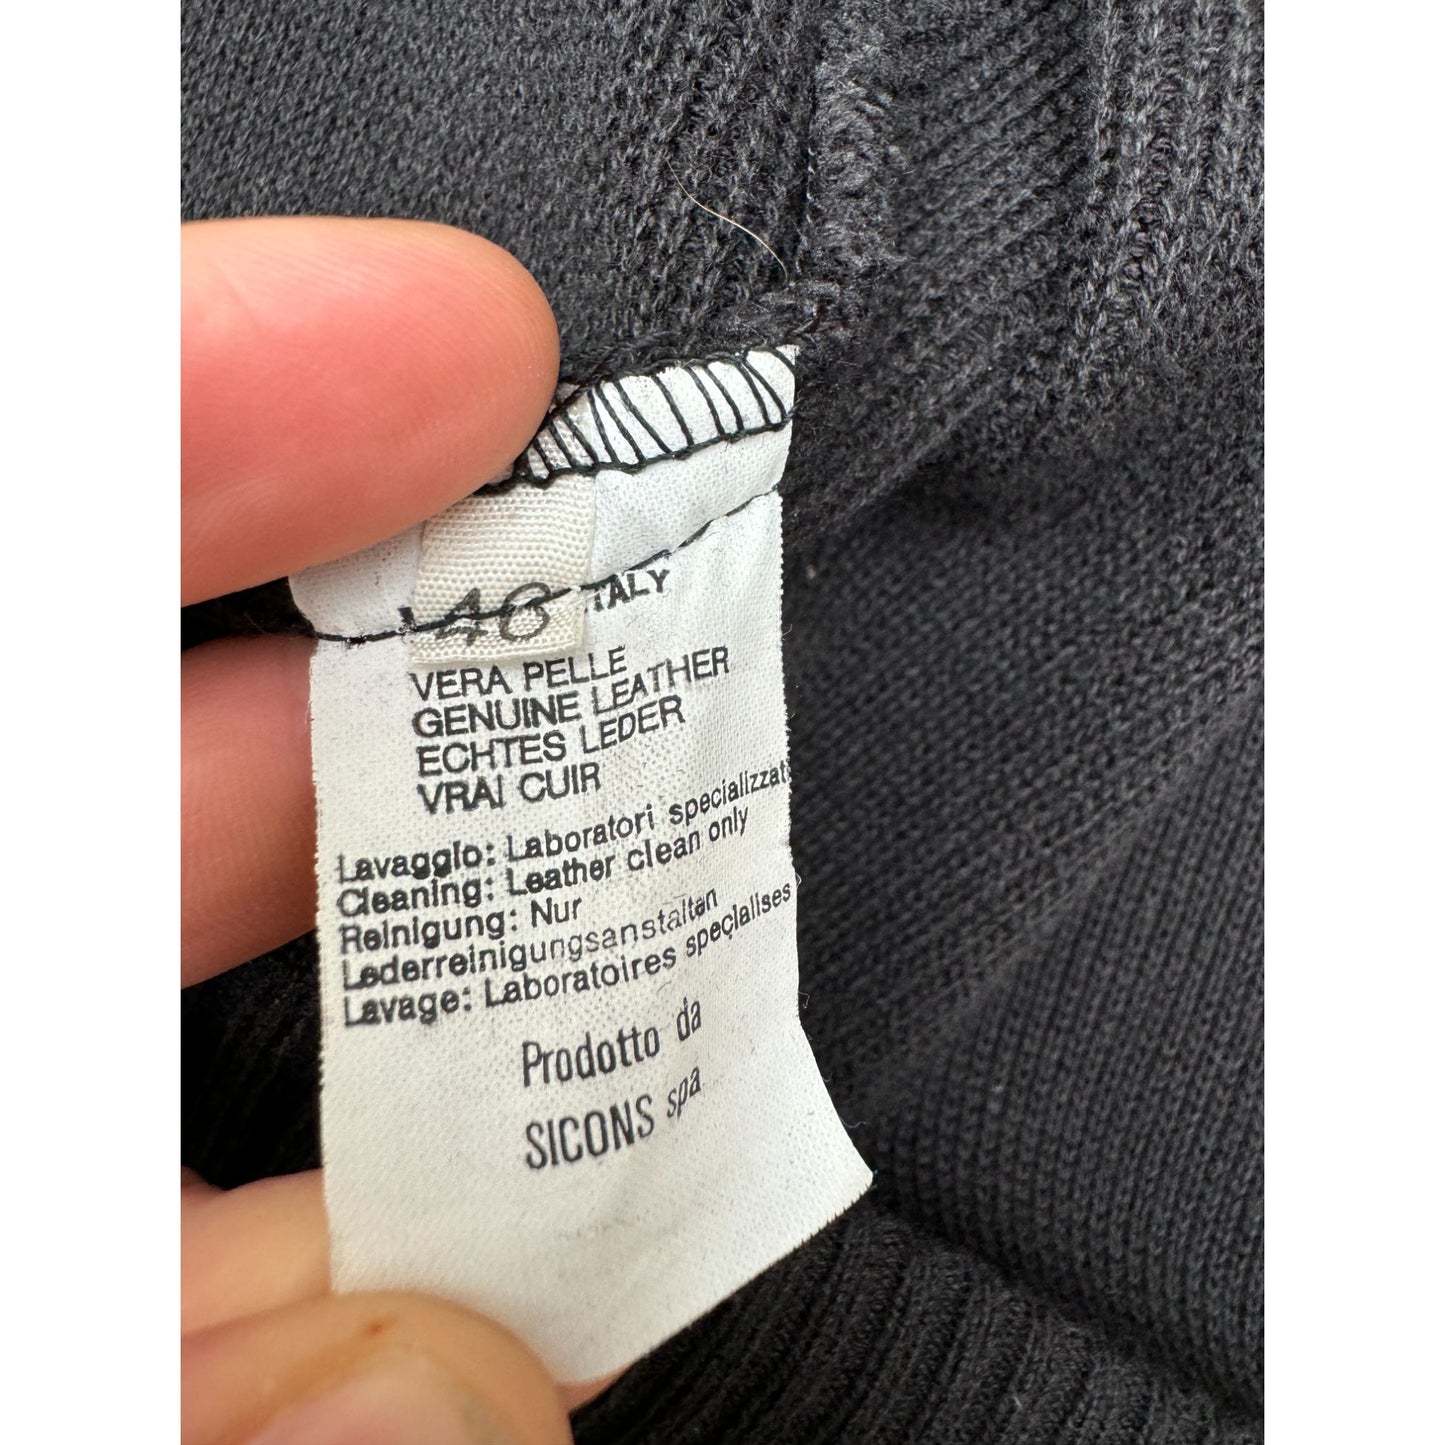 46
ITALY
VERA PELLE
GENUINE LEATHER
ECHTES LEDER
VRAI CUIR
Lavaggio: Laboratori specializzati
Cleaning: Leather clean only
Reinigung: Nur
Lederreinigungsanstalten
Lavage: Laboratoires speçialises
Prodotto da
SICONS spa